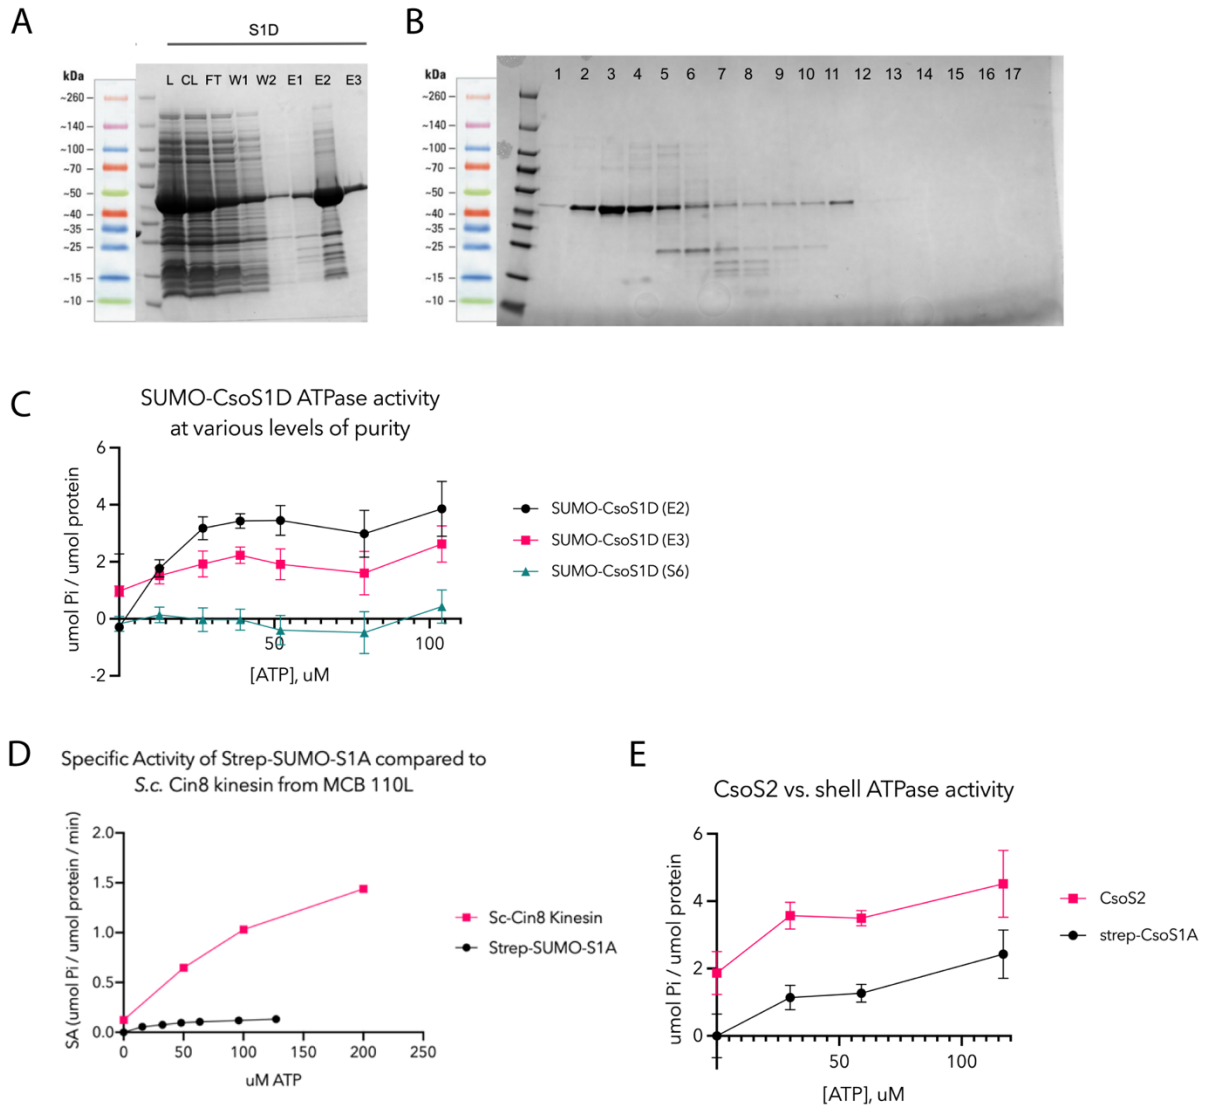 A
S1D
kDa
L CL FT W1 W2 E1 E2 E3
~260
~140
~100
~70
~50
~40
~35
~25
~15
~10
B
kDa
1 2 3 4 5 6 7 8 9 10 11 12 13 14 15 16 17
~260
~140
~100
~70
~50
~40
~35
~25
~15
~10
C
SUMO-CsoS1D ATPase activity
at various levels of purity
umol Pi / umol protein
6
4
2
0
-2
50
100
[ATP], uM
SUMO-CsoS1D (E2)
SUMO-CsoS1D (E3)
SUMO-CsoS1D (S6)
D
Specific Activity of Strep-SUMO-S1A compared to
S.c. Cin8 kinesin from MCB 110L
SA (umol Pi / umol protein / min)
2.0
1.5
1.0
0.5
0.0
0 50 100 150 200 250
uM ATP
Sc-Cin8 Kinesin
Strep-SUMO-S1A
E
CsoS2 vs. shell ATPase activity
umol Pi / umol protein
6
4
2
0
50
100
[ATP], uM
CsoS2
strep-CsoS1A